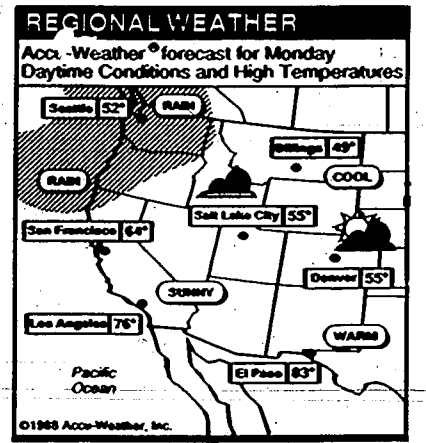 REGIONAL WEATHER
Accu-Weather® forecast for Monday
Daytime Conditions and High Temperatures
Seattle 52°
RAIN
Billings 49°
COOL
RAIN
Salt Lake City 55°
San Francisco 64°
Denver 55°
SUNNY
Los Angeles 76°
WARM
El Paso 83°
Pacific
Ocean
©1988 Accu-Weather, Inc.